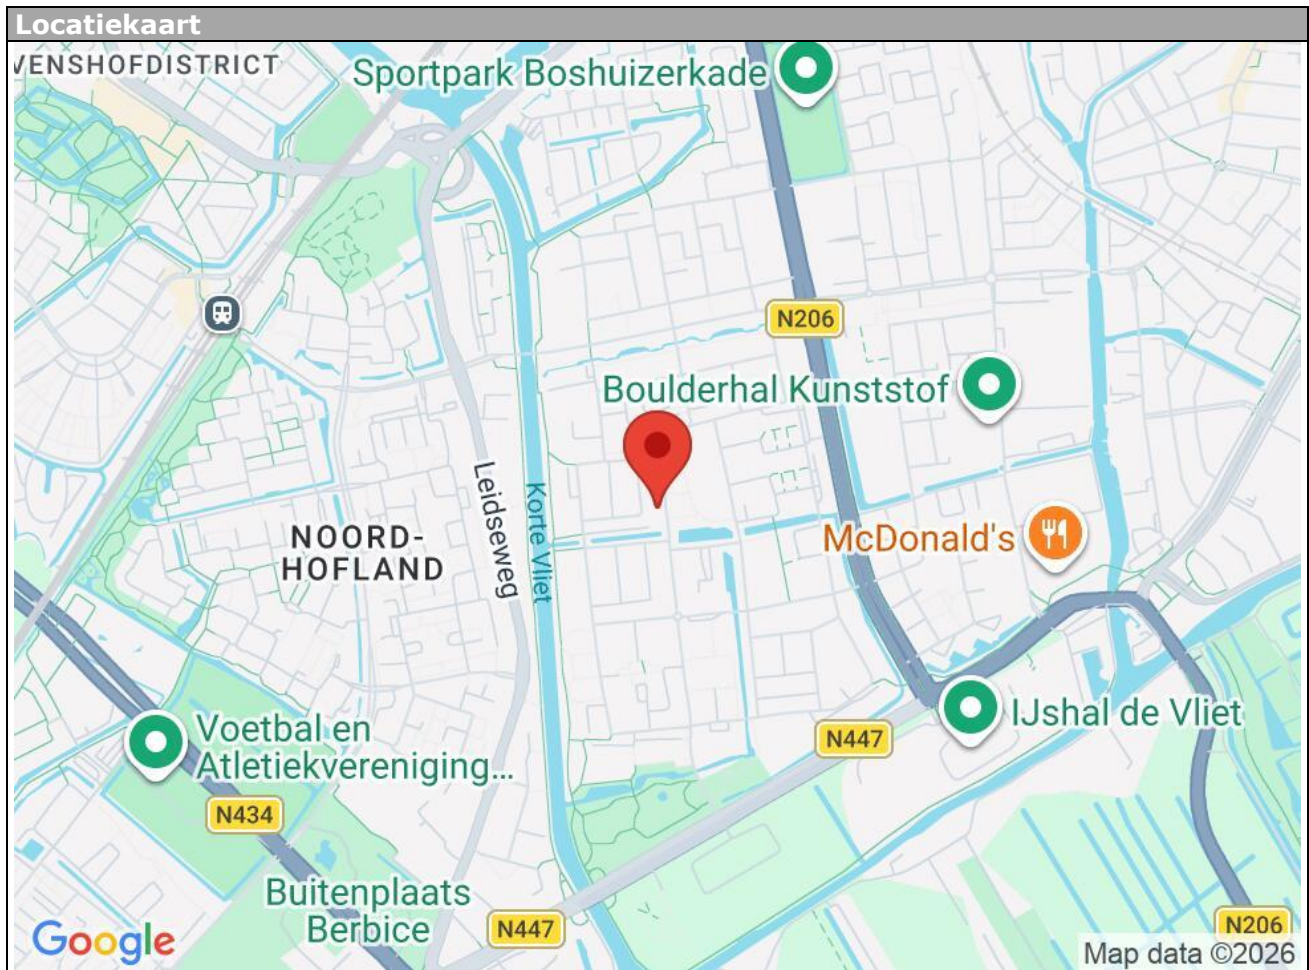 Locatiekaart
VENSHOFDISTRICT
Sportpark Boshuizerkade
N206
Boulderhal Kunststof
Leidseweg
Korte Vliet
NOORD-
HOFLAND
McDonald's
IJshal de Vliet
Voetbal en
Atletiekvereniging...
N447
N434
Buitenplaats
Berbice
N447
N206
Google
Map data ©2026